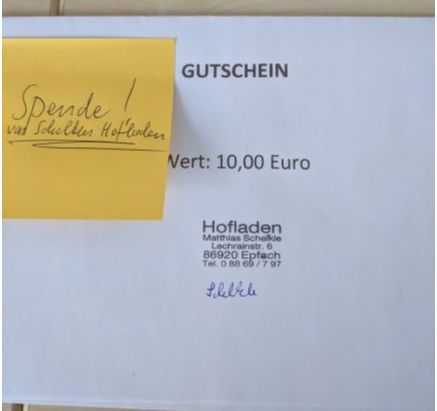 GUTSCHEIN
Spende!
von Schelkles Hofladen
Wert: 10,00 Euro
Hofladen
Matthias Schelkle
Lechrainstr. 6
86920 Epfach
Tel. 0 88 69 / 7 97
Schelkle